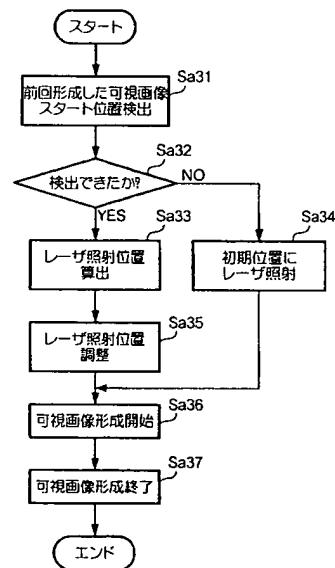 スタート
Sa31
前回形成した可視画像
スタート位置検出
Sa32
検出できたか?
NO
YES
Sa33
レーザ照射位置
算出
Sa34
初期位置に
レーザ照射
Sa35
レーザ照射位置
調整
Sa36
可視画像形成開始
Sa37
可視画像形成終了
エンド